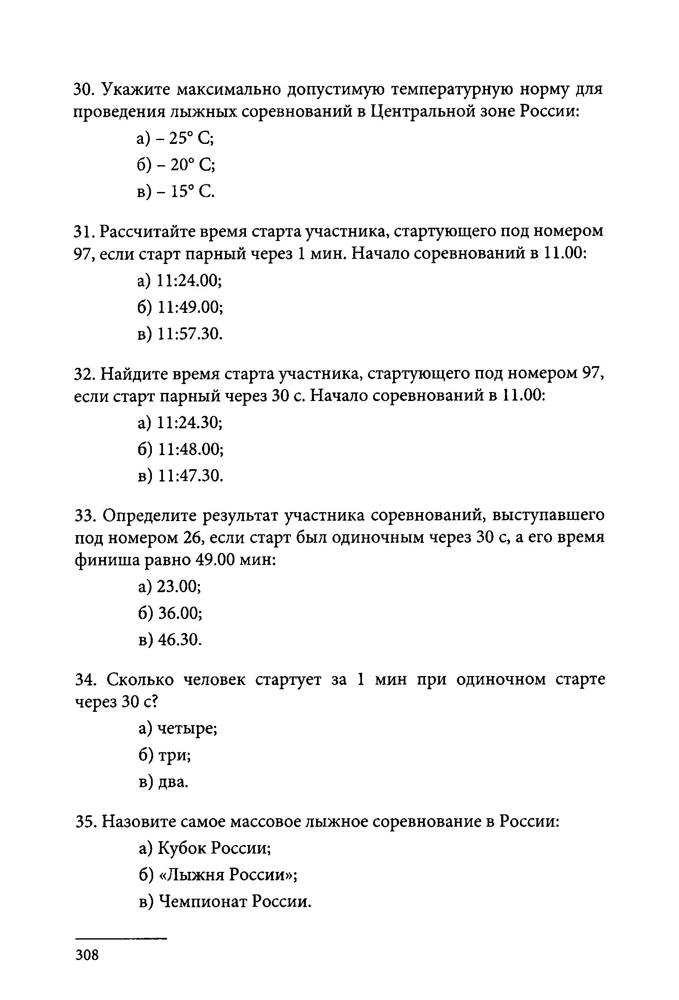 30. Укажите максимально допустимую температурную норму для
проведения лыжных соревнований в Центральной зоне России:
а) – 25° С;
б) – 20° С;
в) – 15° С.
31. Рассчитайте время старта участника, стартующего под номером
97, если старт парный через 1 мин. Начало соревнований в 11.00:
а) 11:24.00;
б) 11:49.00;
в) 11:57.30.
32. Найдите время старта участника, стартующего под номером 97,
если старт парный через 30 с. Начало соревнований в 11.00:
а) 11:24.30;
б) 11:48.00;
в) 11:47.30.
33. Определите результат участника соревнований, выступавшего
под номером 26, если старт был одиночным через 30 с, а его время
финиша равно 49.00 мин:
а) 23.00;
б) 36.00;
в) 46.30.
34. Сколько человек стартует за 1 мин при одиночном старте
через 30 с?
а) четыре;
б) три;
в) два.
35. Назовите самое массовое лыжное соревнование в России:
а) Кубок России;
б) «Лыжня России»;
в) Чемпионат России.
308